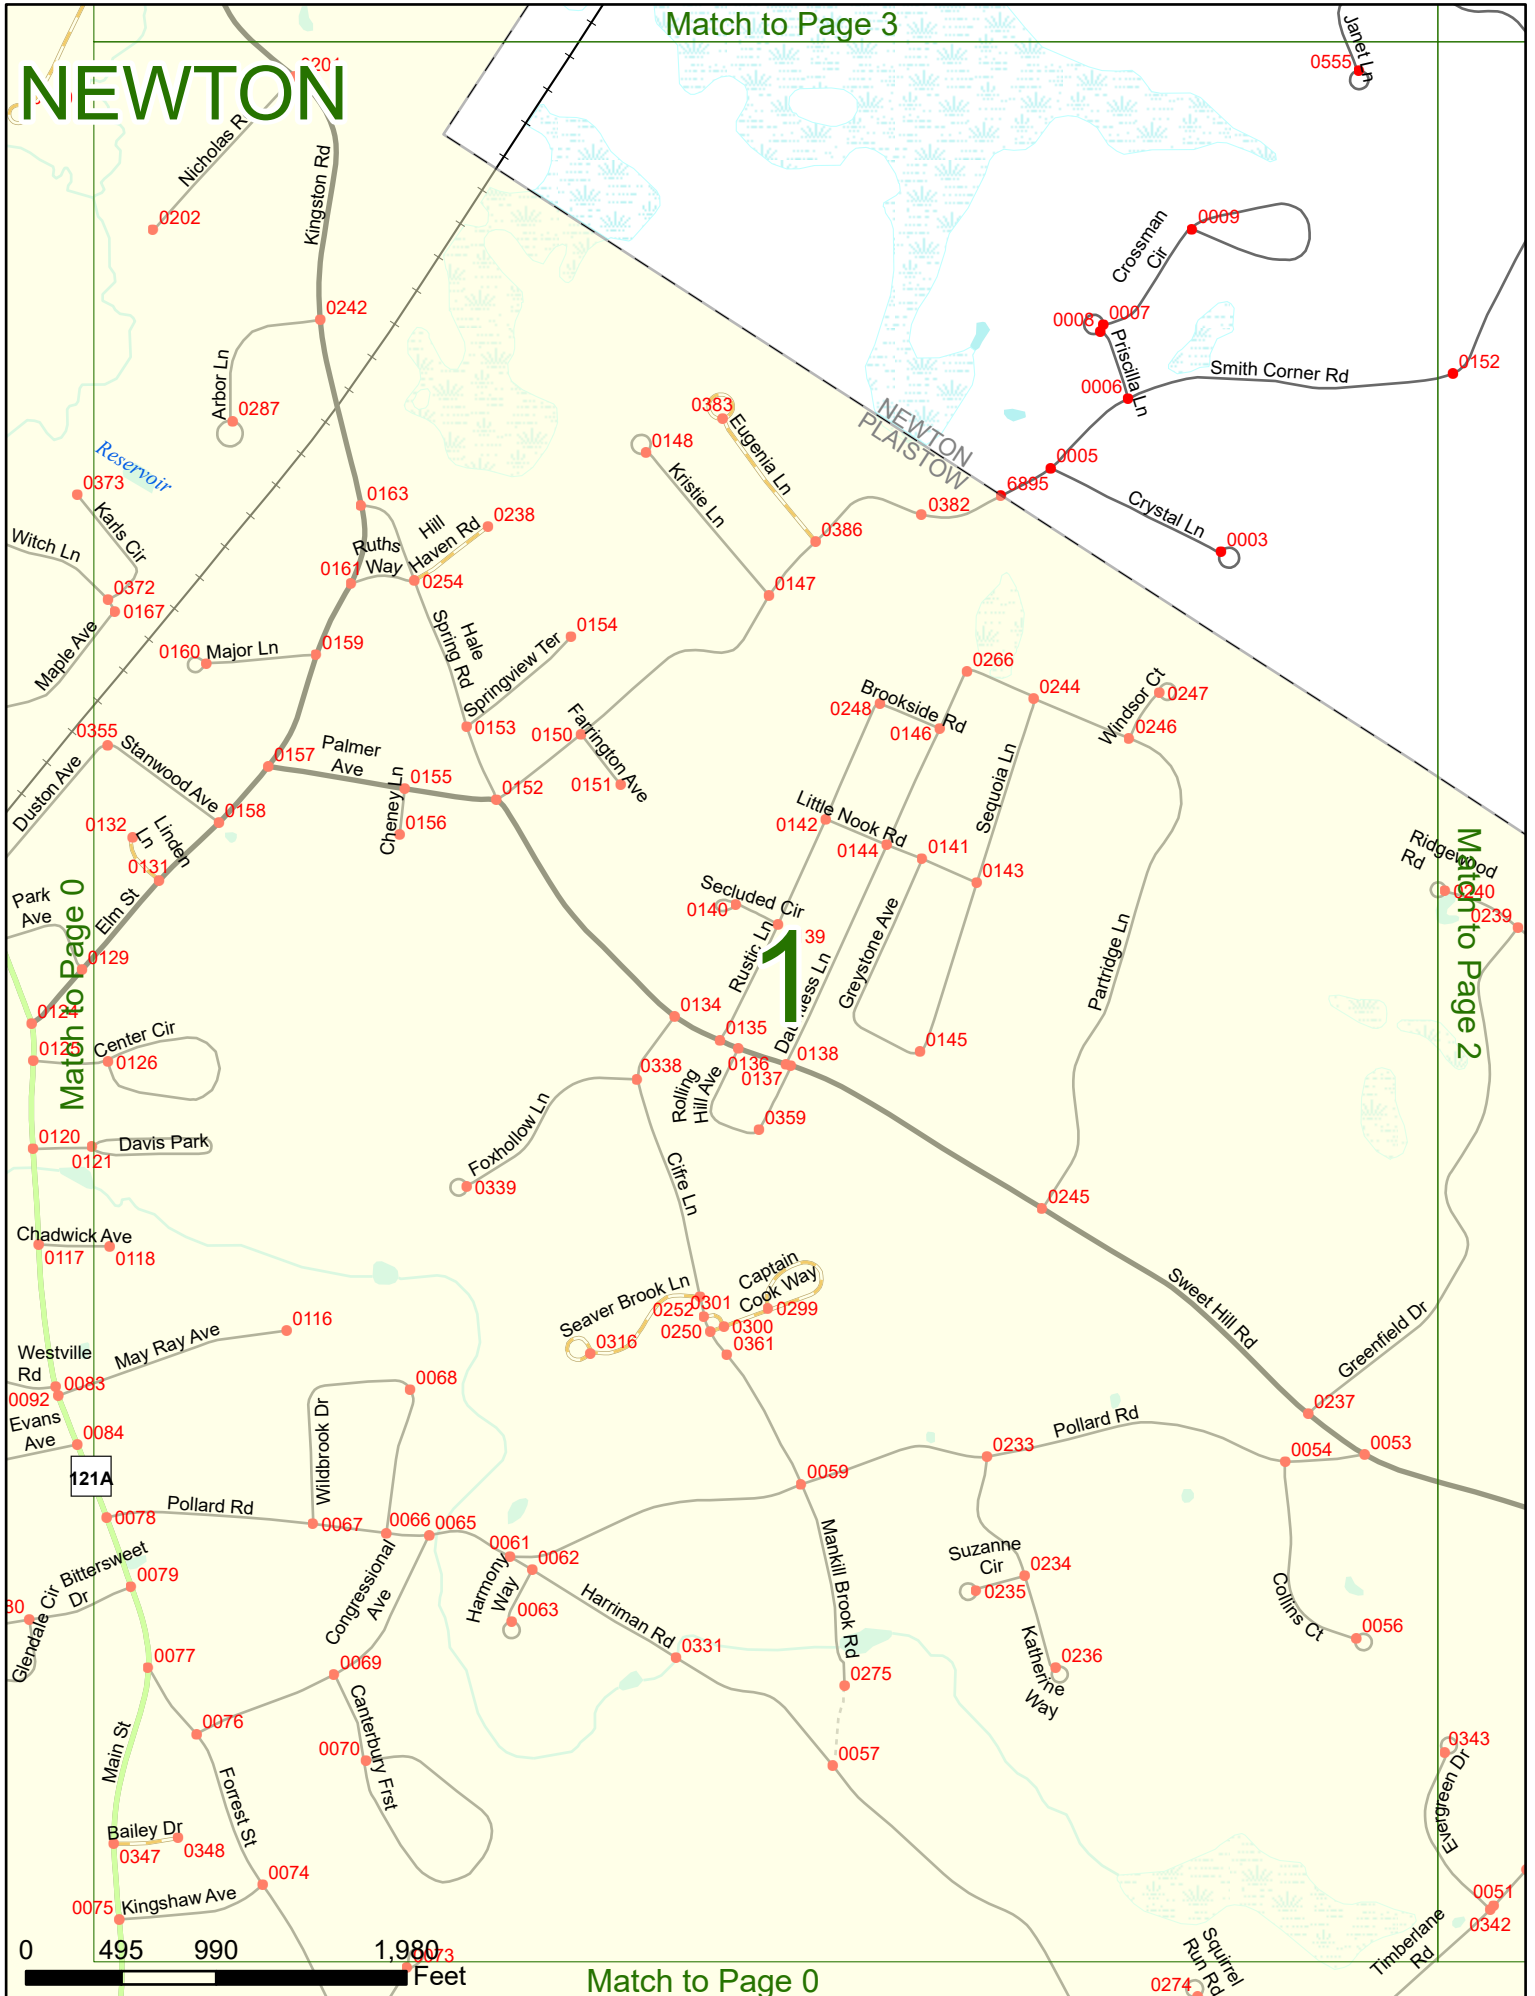 Match to Page 3
NEWTON
Janet Ln
0555
0201
Nicholas R
0202
Kingston Rd
Crossman
Cir
0009
0242
0008
0007
Priscilla Ln
0006
Smith Corner Rd
0152
Arbor Ln
0287
0383
Eugenia Ln
NEWTON
PLAISTOW
0148
Kristie Ln
0005
Reservoir
0373
Karls Cir
0163
Hill
Haven Rd
0238
0382
6895
Crystal Ln
0003
0386
Witch Ln
Ruths
Way
0161
0254
0372
0167
0147
Maple Ave
Hale
Spring Rd
0154
0159
0160
Major Ln
Springview Ter
0266
0244
Windsor Ct
0247
Brookside Rd
0248
0146
0246
0355
Stanwood Ave
Duston Ave
0153
0150
Farrington Ave
0151
0157
Palmer
Ave
0155
Cheney Ln
0156
0152
Sequoia Ln
0158
0132
Linden
Ln
0131
Little Nook Rd
0142
0144
0141
0143
Ridgewood
Rd
0240
0239
Match to Page 2
Park
Ave
Elm St
Match to Page 0
0129
Secluded Cir
0140
39
Rustic Ln
1
Greystone Ave
Partridge Ln
0124
0134
0135
0136
0137
0138
0145
0125
Center Cir
0126
0338
Rolling
Hill Ave
0359
Foxhollow Ln
0339
0120
0121
Davis Park
Cifre Ln
0245
Chadwick Ave
0117
0118
Captain
Cook Way
Seaver Brook Ln
0252
0301
0299
0250
0300
0316
0361
Sweet Hill Rd
Greenfield Dr
0116
May Ray Ave
Westville
Rd
0083
0092
Evans
Ave
0084
0068
Wildbrook Dr
0237
Pollard Rd
0233
0054
0053
121A
0059
0078
Pollard Rd
0067
0066
0065
0061
0062
Mankill Brook Rd
Congressional
Ave
Harmony
Way
0063
Harriman Rd
Suzanne
Cir
0234
0235
Collins Ct
0056
Bittersweet
Dr
0079
30
Glendale Cir
0331
0077
0069
0236
Katherine
Way
0275
0076
0070
Canterbury Frst
0057
0343
Main St
Forrest St
Evergreen Dr
Bailey Dr
0347
0348
0074
0075
Kingshaw Ave
0051
0342
Timberlane
Rd
Squirrel
Run Rd
0274
0073
0
495
990
1,980
Feet
Match to Page 0